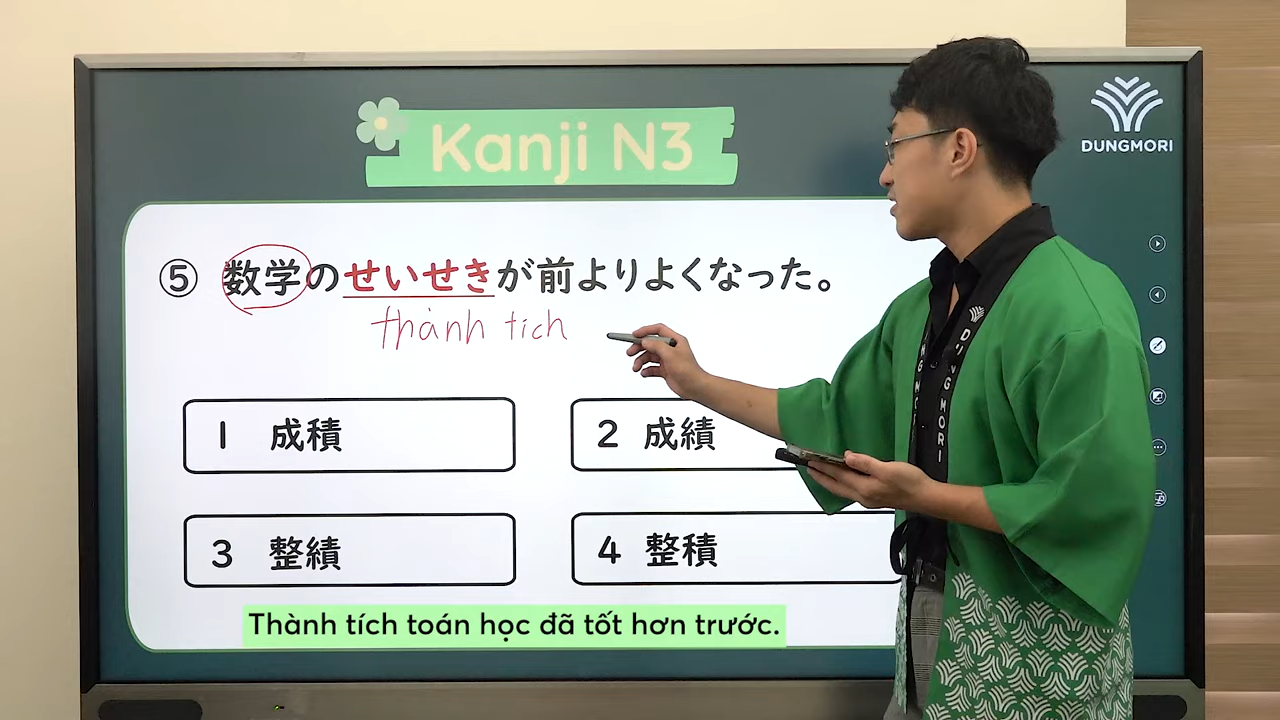 Kanji N3
DUNGMORI
⑤ 数学のせいせきが前よりよくなった。
thành tích
1 成積
2 成績
3 整績
4 整積
Thành tích toán học đã tốt hơn trước.